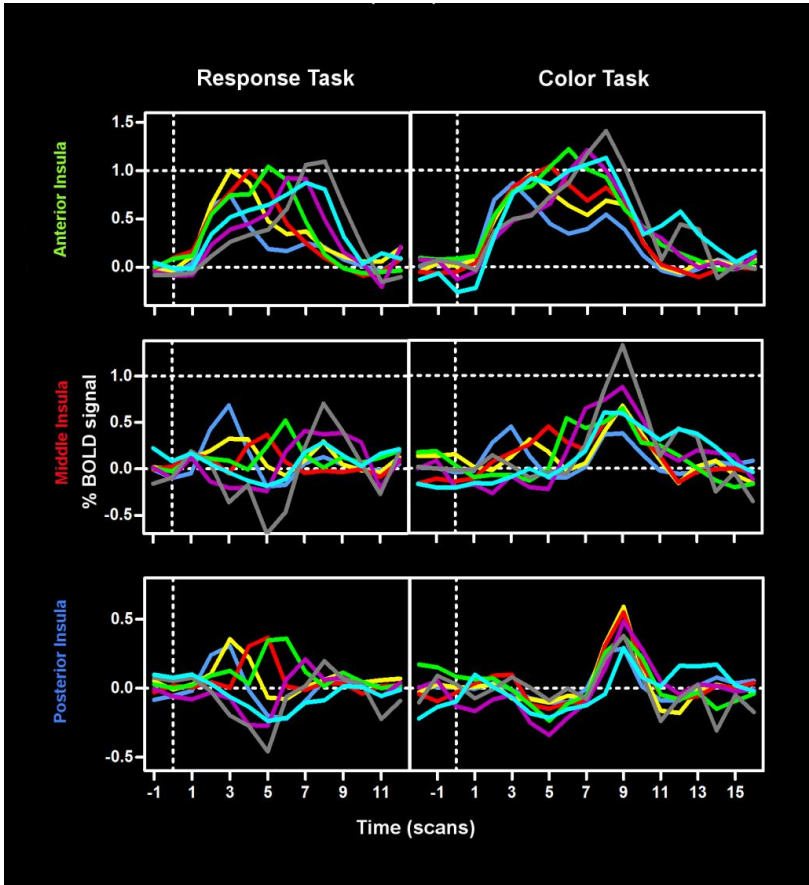 Response Task
Color Task
Anterior Insula
1.5
1.0
0.5
0.0
Middle Insula
% BOLD signal
1.0
0.5
0.0
-0.5
Posterior Insula
0.5
0.0
-0.5
-1 1 3 5 7 9 11
-1 1 3 5 7 9 11 13 15
Time (scans)